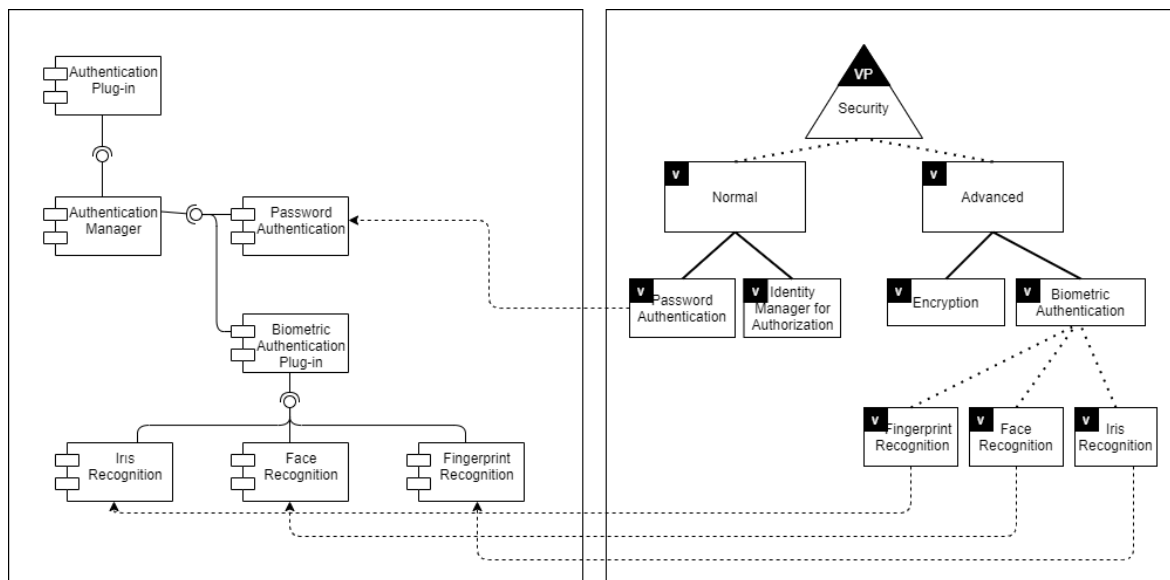 Authentication
Plug-in
Authentication
Manager
Password
Authentication
Biometric
Authentication
Plug-in
Iris
Recognition
Face
Recognition
Fingerprint
Recognition
VP
Security
v
Normal
v
Advanced
v
Password
Authentication
v
Identity
Manager for
Authorization
v
Encryption
v
Biometric
Authentication
v
Fingerprint
Recognition
v
Face
Recognition
v
Iris
Recognition